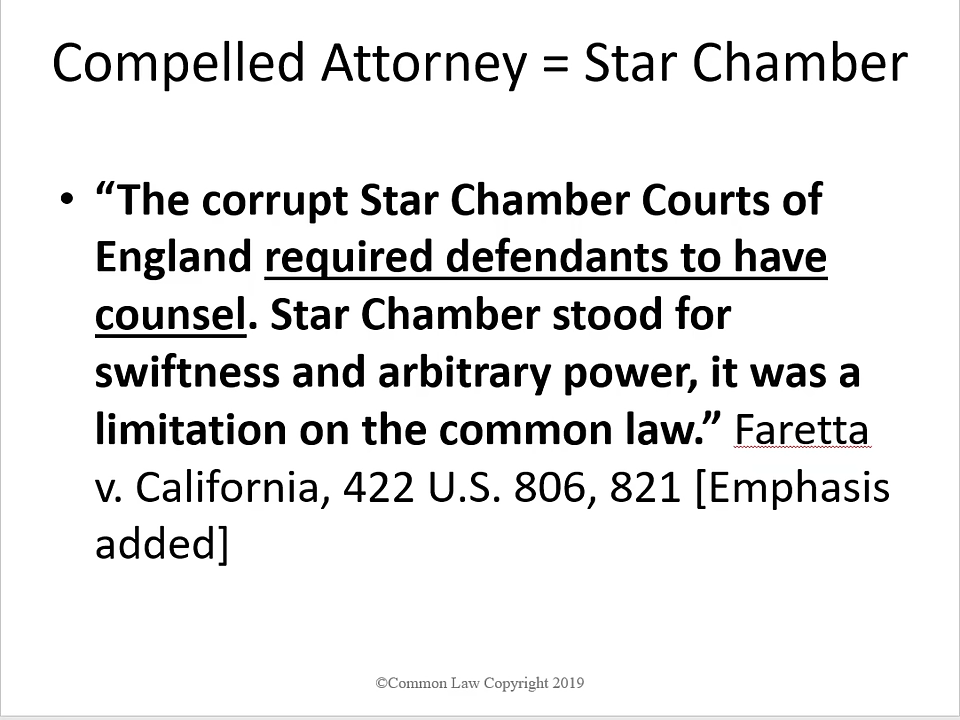 Compelled Attorney = Star Chamber
• “The corrupt Star Chamber Courts of
England required defendants to have
counsel. Star Chamber stood for
swiftness and arbitrary power, it was a
limitation on the common law.” Faretta
v. California, 422 U.S. 806, 821 [Emphasis
added]
©Common Law Copyright 2019